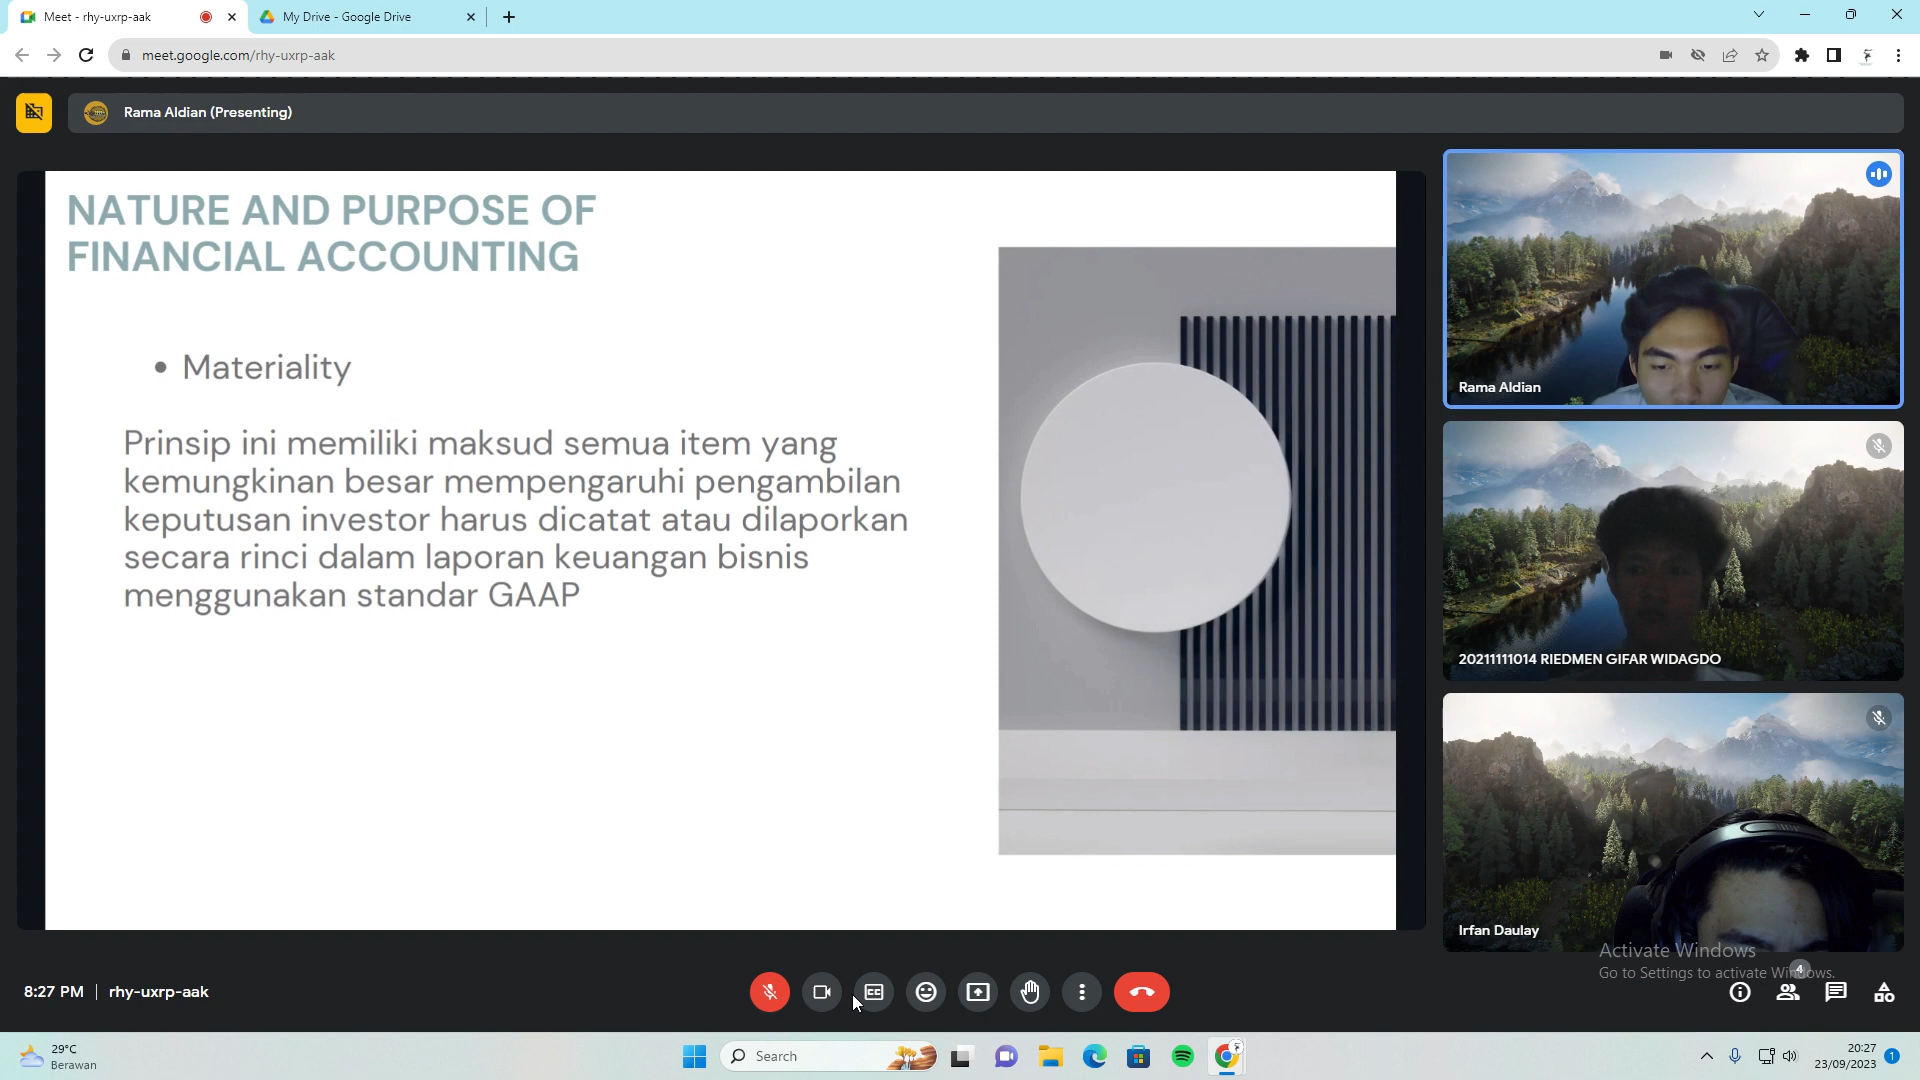 Meet - rhy-uxrp-aak
My Drive - Google Drive
meet.google.com/rhy-uxrp-aak
Rama Aldian (Presenting)
NATURE AND PURPOSE OF
FINANCIAL ACCOUNTING
• Materiality
Prinsip ini memiliki maksud semua item yang
kemungkinan besar mempengaruhi pengambilan
keputusan investor harus dicatat atau dilaporkan
secara rinci dalam laporan keuangan bisnis
menggunakan standar GAAP
Rama Aldian
20211111014 RIEDMEN GIFAR WIDAGDO
Irfan Daulay
Activate Windows
Go to Settings to activate Windows.
4
8:27 PM | rhy-uxrp-aak
29°C
Berawan
Search
20:27
23/09/2023
1